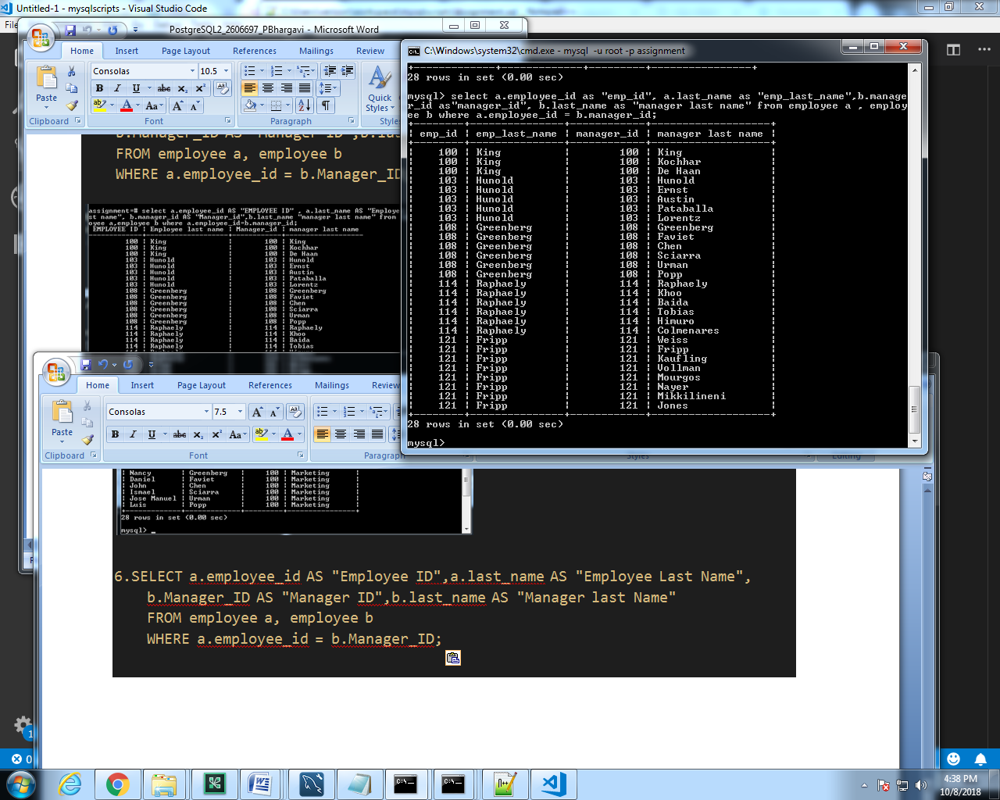 Untitled-1 - mysqlscripts - Visual Studio Code
PostgreSQL2_2606697_PBhargavi - Microsoft Word
Home Insert Page Layout References Mailings Review
Consolas 10.5
Paste
Quick
Styles
Clipboard Font Paragraph
FROM employee a, employee b
WHERE a.employee_id = b.Manager_ID
assignment=# select a.employee_id AS "EMPLOYEE ID" , a.last_name AS "Employe
st name", b.manager_id AS "Manager_id",b.last_name "manager last name" from
oyee a,employee b where a.employee_id=b.manager_id;
EMPLOYEE ID | Employee last name | Manager_id | manager last name
100 | King | 100 | King
100 | King | 100 | Kochhar
100 | King | 100 | De Haan
103 | Hunold | 103 | Hunold
103 | Hunold | 103 | Ernst
103 | Hunold | 103 | Austin
103 | Hunold | 103 | Pataballa
103 | Hunold | 103 | Lorentz
108 | Greenberg | 108 | Greenberg
108 | Greenberg | 108 | Faviet
108 | Greenberg | 108 | Chen
108 | Greenberg | 108 | Sciarra
108 | Greenberg | 108 | Urman
108 | Greenberg | 108 | Popp
114 | Raphaely | 114 | Raphaely
114 | Raphaely | 114 | Khoo
114 | Raphaely | 114 | Baida
114 | Raphaely | 114 | Tobias
C:\Windows\system32\cmd.exe - mysql -u root -p assignment
28 rows in set (0.00 sec)
mysql> select a.employee_id as "emp_id", a.last_name as "emp_last_name",b.manage
r_id as"manager_id", b.last_name as "manager last name" from employee a , employ
ee b where a.employee_id = b.manager_id;
| emp_id | emp_last_name | manager_id | manager last name |
| 100 | King | 100 | King |
| 100 | King | 100 | Kochhar |
| 100 | King | 100 | De Haan |
| 103 | Hunold | 103 | Hunold |
| 103 | Hunold | 103 | Ernst |
| 103 | Hunold | 103 | Austin |
| 103 | Hunold | 103 | Pataballa |
| 103 | Hunold | 103 | Lorentz |
| 108 | Greenberg | 108 | Greenberg |
| 108 | Greenberg | 108 | Faviet |
| 108 | Greenberg | 108 | Chen |
| 108 | Greenberg | 108 | Sciarra |
| 108 | Greenberg | 108 | Urman |
| 108 | Greenberg | 108 | Popp |
| 114 | Raphaely | 114 | Raphaely |
| 114 | Raphaely | 114 | Khoo |
| 114 | Raphaely | 114 | Baida |
| 114 | Raphaely | 114 | Tobias |
| 114 | Raphaely | 114 | Himuro |
| 114 | Raphaely | 114 | Colmenares |
| 121 | Fripp | 121 | Weiss |
| 121 | Fripp | 121 | Fripp |
| 121 | Fripp | 121 | Kaufling |
| 121 | Fripp | 121 | Vollman |
| 121 | Fripp | 121 | Mourgos |
| 121 | Fripp | 121 | Nayer |
| 121 | Fripp | 121 | Mikkilineni |
| 121 | Fripp | 121 | Jones |
28 rows in set (0.00 sec)
mysql>
Home Insert Page Layout References Mailings Review
Consolas 7.5
Paste
Clipboard Font Paragraph Styles Editing
| Nancy | Greenberg | 100 | Marketing |
| Daniel | Faviet | 100 | Marketing |
| John | Chen | 100 | Marketing |
| Ismael | Sciarra | 100 | Marketing |
| Jose Manuel | Urman | 100 | Marketing |
| Luis | Popp | 100 | Marketing |
28 rows in set (0.00 sec)
mysql> _
6.SELECT a.employee_id AS "Employee ID",a.last_name AS "Employee Last Name",
b.Manager_ID AS "Manager ID",b.last_name AS "Manager last Name"
FROM employee a, employee b
WHERE a.employee_id = b.Manager_ID;
1
0
4:38 PM
10/8/2018